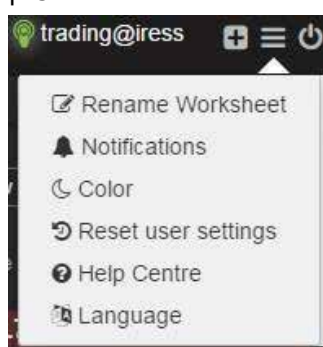 trading@iress
Rename Worksheet
Notifications
Color
Reset user settings
Help Centre
Language